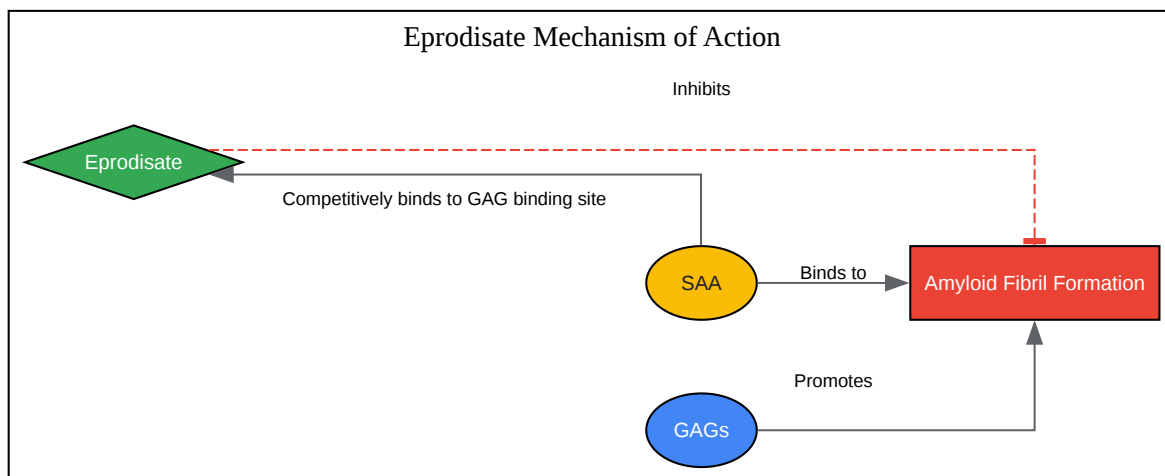 Eprodisate Mechanism of Action
Inhibits
Eprodisate
Competitively binds to GAG binding site
SAA
Binds to
Amyloid Fibril Formation
Promotes
GAGs